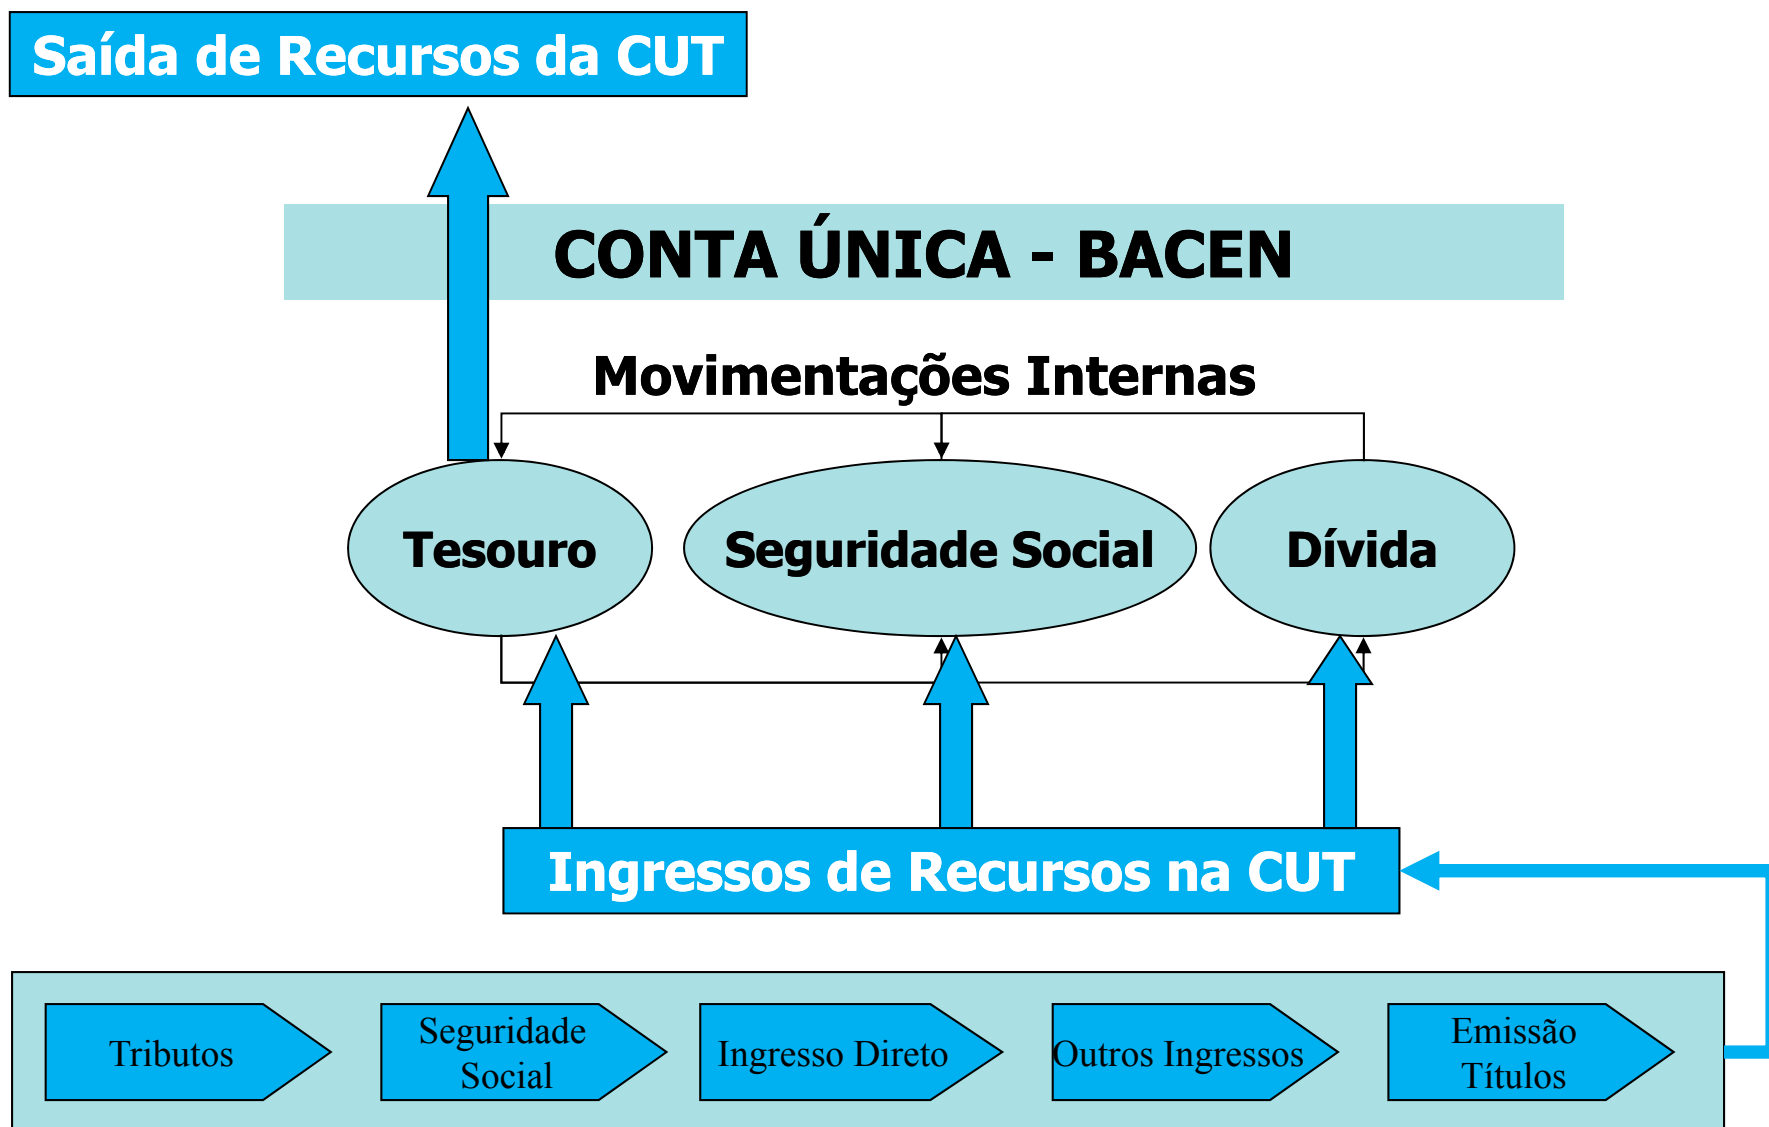 Saída de Recursos da CUT
CONTA ÚNICA - BACEN
Movimentações Internas
Tesouro
Seguridade Social
Dívida
Ingressos de Recursos na CUT
Tributos
Seguridade
Social
Ingresso Direto
Outros Ingressos
Emissão
Títulos